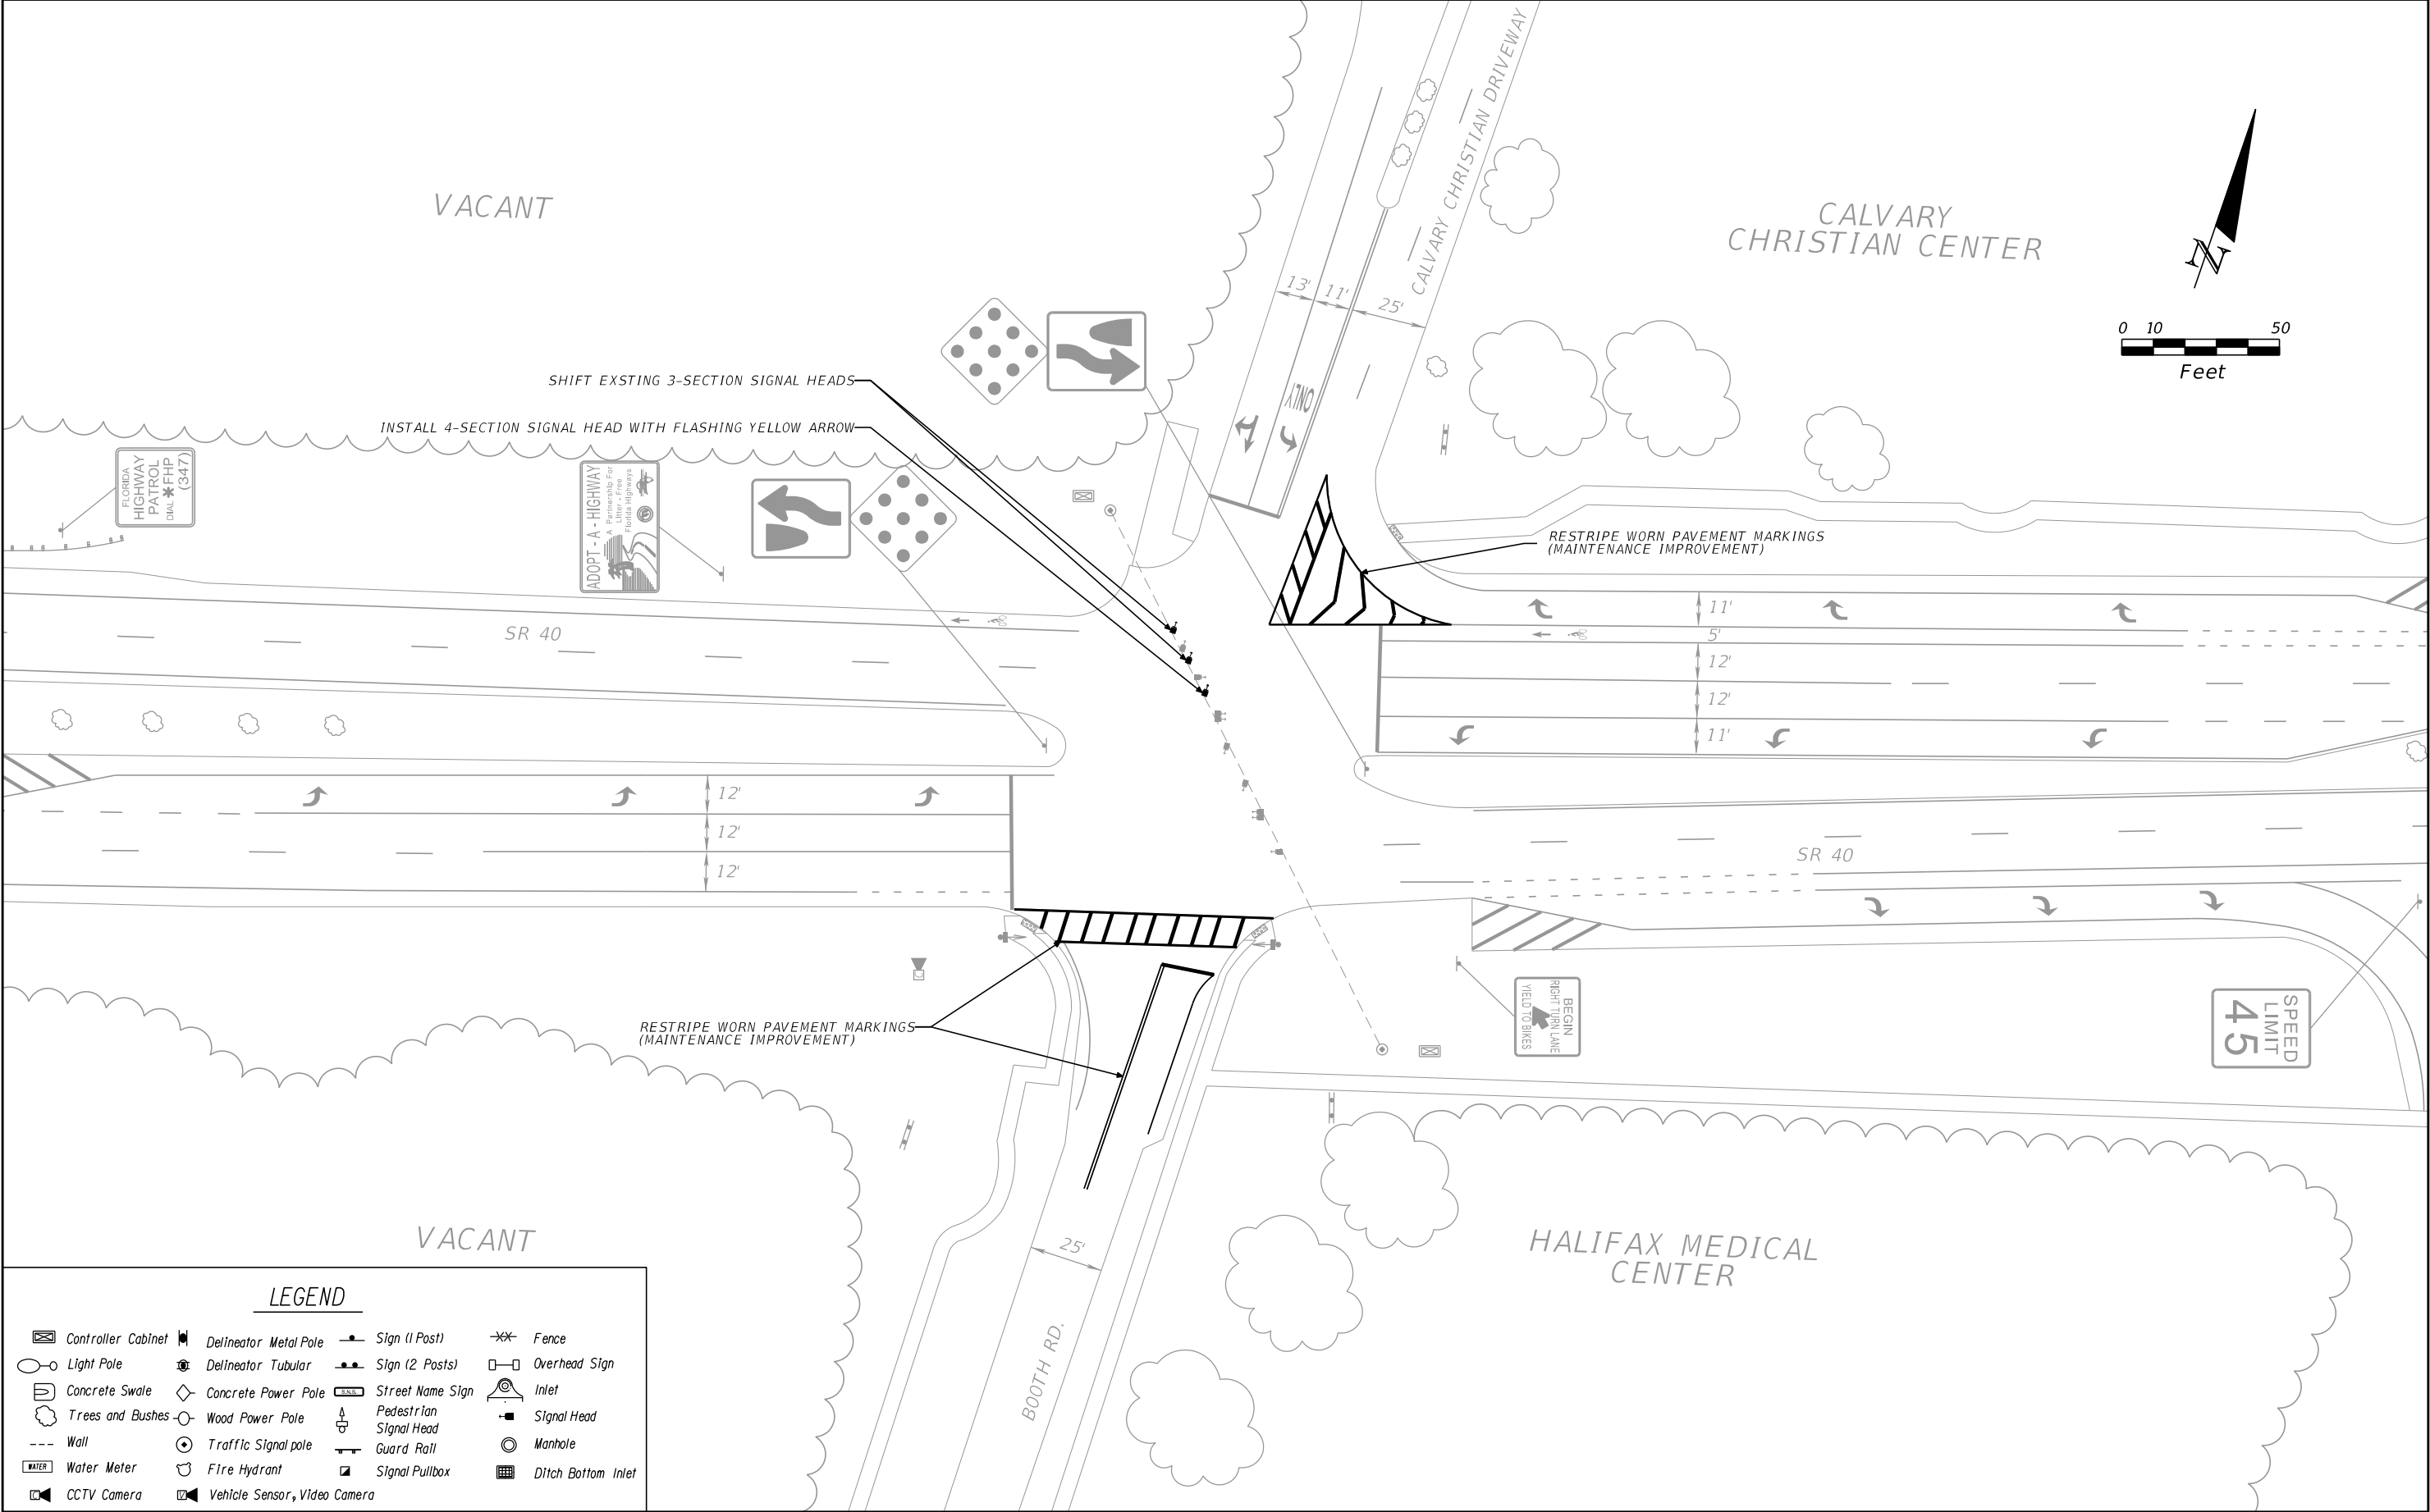 VACANT
CALVARY CHRISTIAN DRIVEWAY
CALVARY
CHRISTIAN CENTER
N
0 10 50
Feet
13'
11'
25'
SHIFT EXSTING 3-SECTION SIGNAL HEADS
INSTALL 4-SECTION SIGNAL HEAD WITH FLASHING YELLOW ARROW
ONLY
FLORIDA
HIGHWAY
PATROL
DIAL ✱FHP
(347)
ADOPT - A - HIGHWAY
A Partnership For
Litter - Free
Florida Highways
RESTRIPE WORN PAVEMENT MARKINGS
(MAINTENANCE IMPROVEMENT)
SR 40
11'
5'
12'
12'
11'
12'
12'
12'
SR 40
RESTRIPE WORN PAVEMENT MARKINGS
(MAINTENANCE IMPROVEMENT)
BEGIN
RIGHT TURN LANE
YIELD TO BIKES
SPEED
LIMIT
45
VACANT
25'
BOOTH RD.
HALIFAX MEDICAL
CENTER
LEGEND
Controller Cabinet
Light Pole
Concrete Swale
Trees and Bushes
Wall
WATER
Water Meter
CCTV Camera
Delineator Metal Pole
Delineator Tubular
Concrete Power Pole
Wood Power Pole
Traffic Signal pole
Fire Hydrant
Vehicle Sensor, Video Camera
Sign (1 Post)
Sign (2 Posts)
S.N.S.
Street Name Sign
Pedestrian
Signal Head
Guard Rail
Signal Pullbox
Fence
Overhead Sign
Inlet
Signal Head
Manhole
Ditch Bottom Inlet